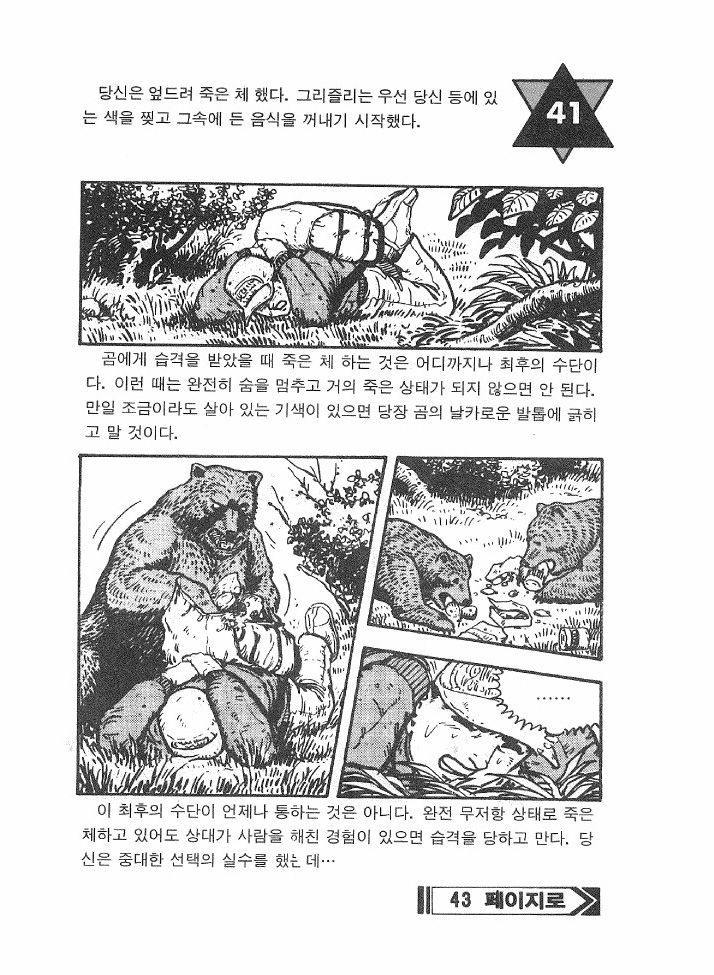 당신은 엎드려 죽은 체 했다. 그리즐리는 우선 당신 등에 있
는 색을 찢고 그속에 든 음식을 꺼내기 시작했다.
41
곰에게 습격을 받았을 때 죽은 체 하는 것은 어디까지나 최후의 수단이
다. 이런 때는 완전히 숨을 멈추고 거의 죽은 상태가 되지 않으면 안 된다.
만일 조금이라도 살아 있는 기색이 있으면 당장 곰의 날카로운 발톱에 긁히
고 말 것이다.
……
이 최후의 수단이 언제나 통하는 것은 아니다. 완전 무저항 상태로 죽은
체하고 있어도 상대가 사람을 해친 경험이 있으면 습격을 당하고 만다. 당
신은 중대한 선택의 실수를 했는 데…
43 페이지로